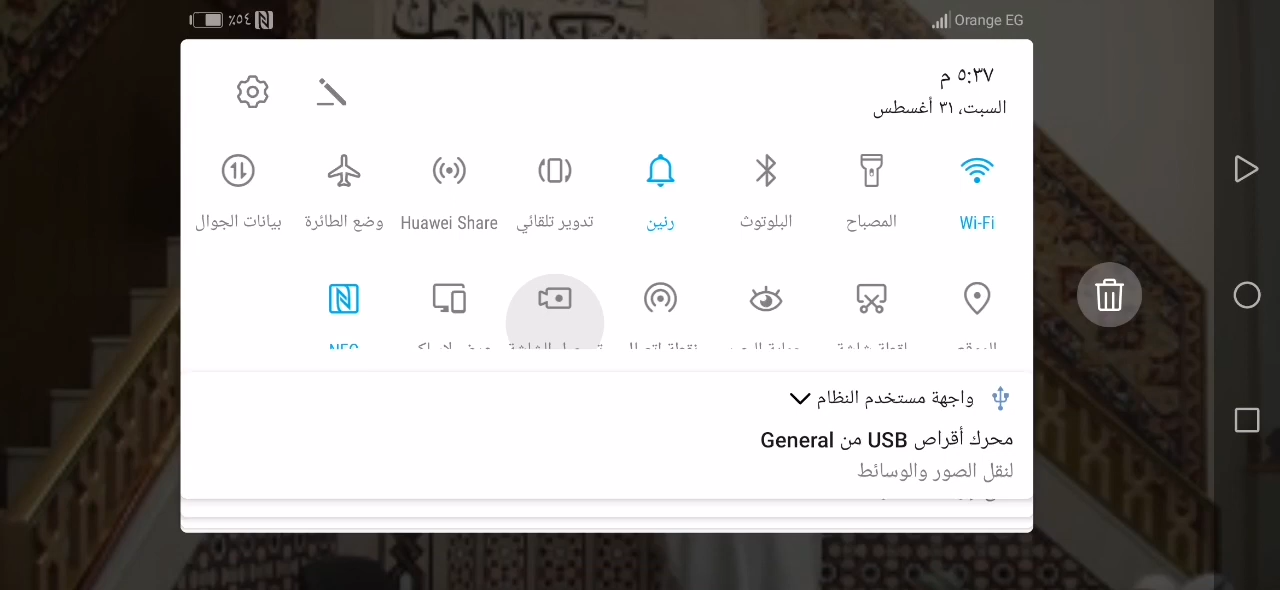 Orange EG
٪٥٤
٥:٣٧ م
السبت، ٣١ أغسطس
Wi-Fi
المصباح
البلوتوث
رنين
تدوير تلقائي
Huawei Share
وضع الطائرة
بيانات الجوال
NFC
واجهة مستخدم النظام
محرك أقراص USB من General
لنقل الصور والوسائط